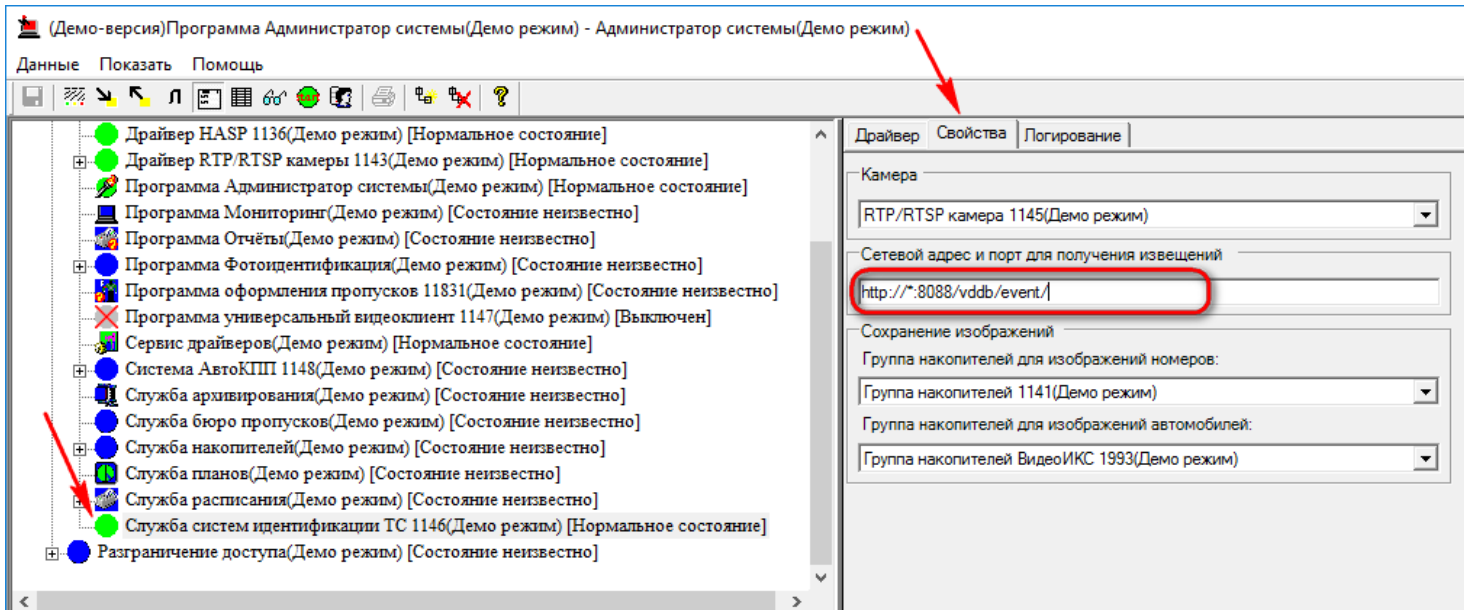 (Демо-версия)Программа Администратор системы(Демо режим) - Администратор системы(Демо режим)
Данные Показать Помощь
Л
Драйвер HASP 1136(Демо режим) [Нормальное состояние]
Драйвер RTP/RTSP камеры 1143(Демо режим) [Нормальное состояние]
Программа Администратор системы(Демо режим) [Нормальное состояние]
Программа Мониторинг(Демо режим) [Состояние неизвестно]
Программа Отчёты(Демо режим) [Состояние неизвестно]
Программа Фотоидентификация(Демо режим) [Состояние неизвестно]
Программа оформления пропусков 11831(Демо режим) [Состояние неизвестно]
Программа универсальный видеоклиент 1147(Демо режим) [Выключен]
Сервис драйверов(Демо режим) [Нормальное состояние]
Система АвтоКПП 1148(Демо режим) [Состояние неизвестно]
Служба архивирования(Демо режим) [Состояние неизвестно]
Служба бюро пропусков(Демо режим) [Состояние неизвестно]
Служба накопителей(Демо режим) [Состояние неизвестно]
Служба планов(Демо режим) [Состояние неизвестно]
Служба расписания(Демо режим) [Состояние неизвестно]
Служба систем идентификации ТС 1146(Демо режим) [Нормальное состояние]
Разграничение доступа(Демо режим) [Состояние неизвестно]
Драйвер Свойства Логирование
Камера
RTP/RTSP камера 1145(Демо режим)
Сетевой адрес и порт для получения извещений
http://*:8088/vddb/event/
Сохранение изображений
Группа накопителей для изображений номеров:
Группа накопителей 1141(Демо режим)
Группа накопителей для изображений автомобилей:
Группа накопителей ВидеоИКС 1993(Демо режим)